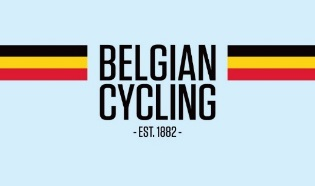 BELGIAN
CYCLING
- EST. 1882 -